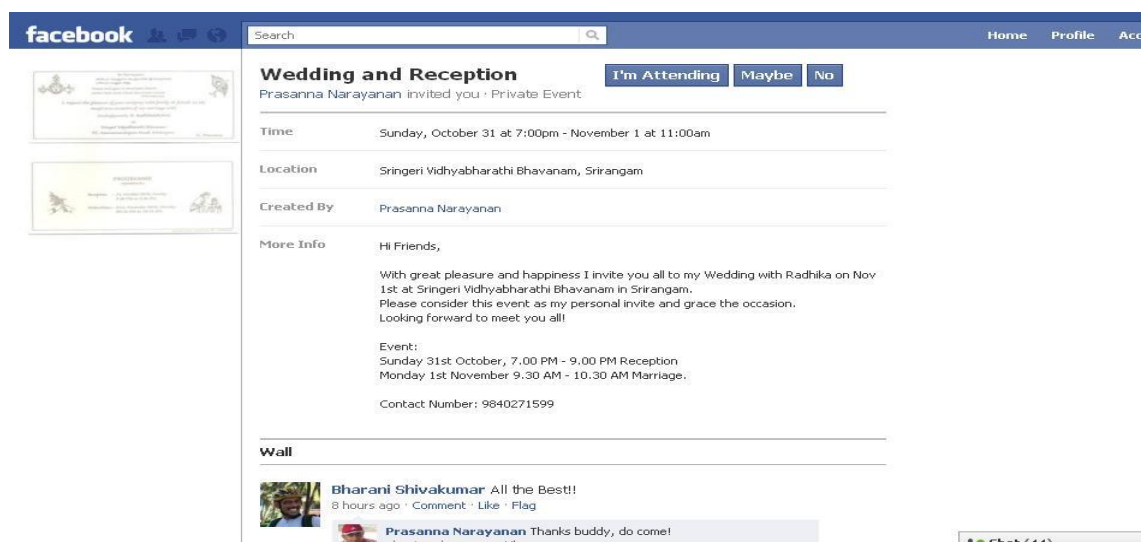 facebook
Search
Home Profile Acc
Wedding and Reception
I'm Attending Maybe No
Prasanna Narayanan invited you · Private Event
Time Sunday, October 31 at 7:00pm - November 1 at 11:00am
Location Sringeri Vidhyabharathi Bhavanam, Srirangam
Created By Prasanna Narayanan
More Info Hi Friends,
With great pleasure and happiness I invite you all to my Wedding with Radhika on Nov
1st at Sringeri Vidhyabharathi Bhavanam in Srirangam.
Please consider this event as my personal invite and grace the occasion.
Looking forward to meet you all!
Event:
Sunday 31st October, 7.00 PM - 9.00 PM Reception
Monday 1st November 9.30 AM - 10.30 AM Marriage.
Contact Number: 9840271599
Wall
Bharani Shivakumar All the Best!!
8 hours ago · Comment · Like · Flag
Prasanna Narayanan Thanks buddy, do come!
PROGRAMME